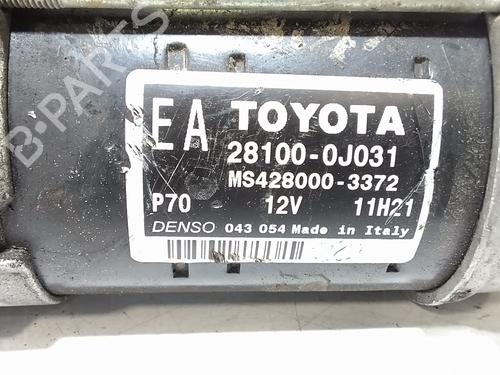 EA TOYOTA
28100-0J031
MS428000-3372
P70 12V 11H21
DENSO 043 054 Made in Italy
B-PARTS